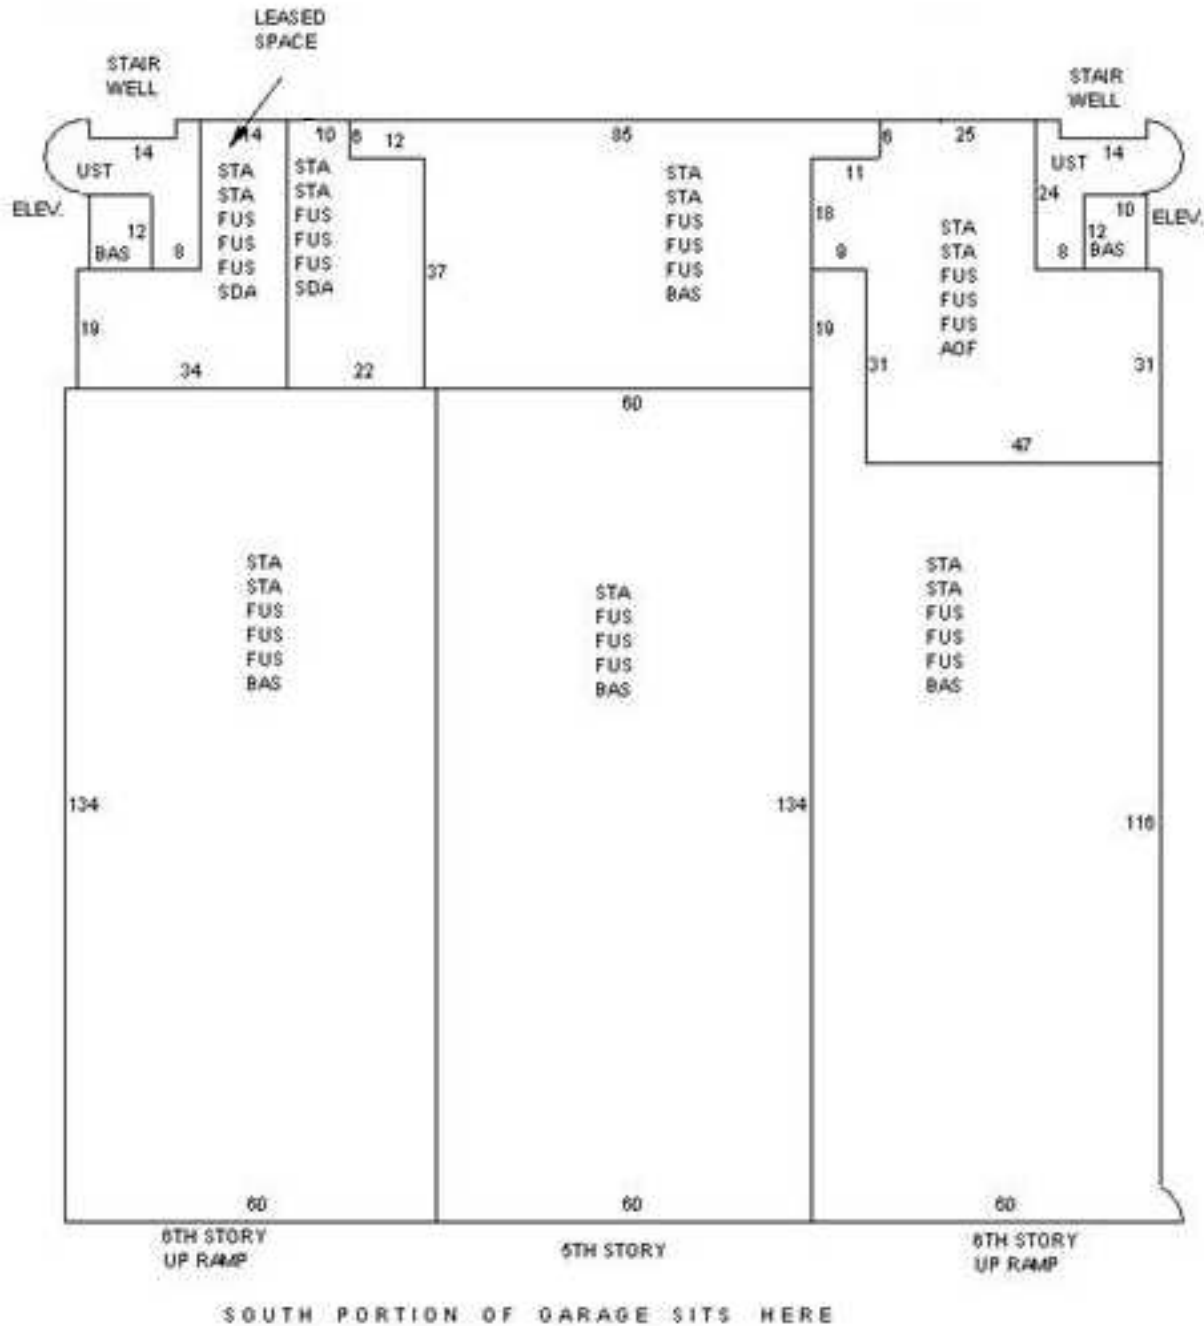 LEASED
SPACE
STAIR
WELL
STAIR
WELL
14
14
10
6
12
85
6
25
14
UST
STA
STA
FUS
FUS
FUS
SDA
STA
STA
FUS
FUS
FUS
SDA
STA
STA
FUS
FUS
FUS
BAS
11
UST
24
10
ELEV.
12
BAS
8
18
9
STA
STA
FUS
FUS
FUS
AOF
8
12
BAS
ELEV.
37
19
34
22
19
31
31
60
47
STA
STA
FUS
FUS
FUS
BAS
STA
FUS
FUS
FUS
BAS
STA
STA
FUS
FUS
FUS
BAS
134
134
116
60
60
60
6TH STORY
UP RAMP
5TH STORY
6TH STORY
UP RAMP
SOUTH PORTION OF GARAGE SITS HERE